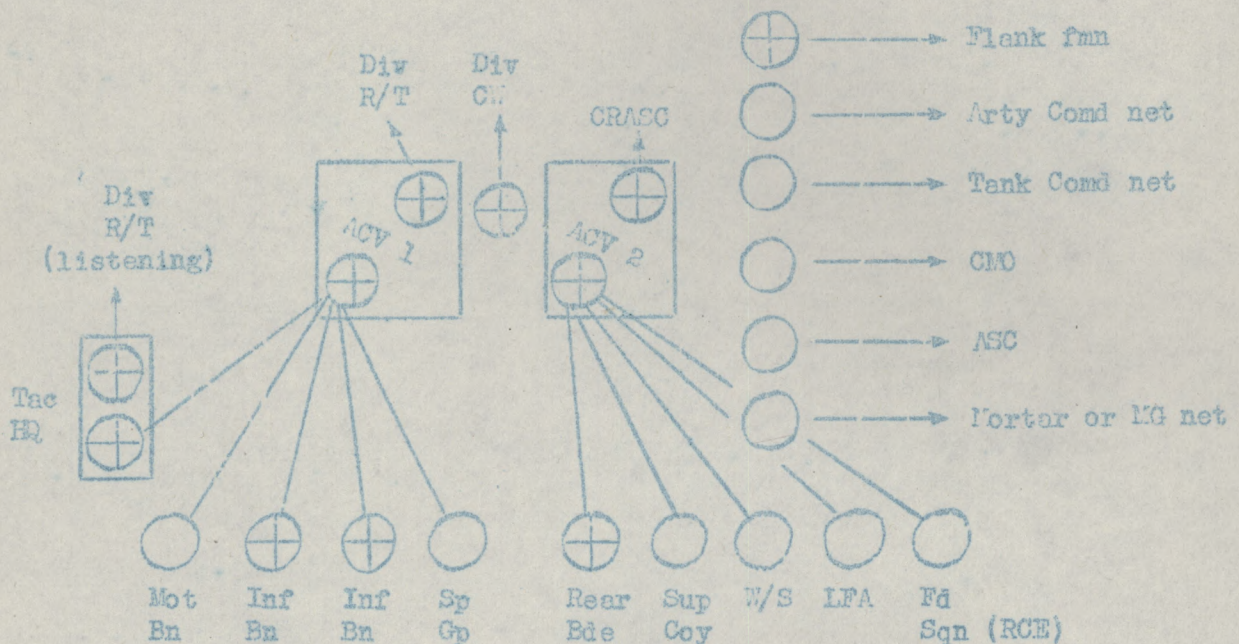 Flank fmn
Div
R/T
Div
CW
CRASC
Arty Comd net
Tank Comd net
Div
R/T
(listening)
ACV 1
ACV 2
CMO
ASC
Tac
HQ
Mortar or MG net
Mot
Bn
Inf
Bn
Inf
Bn
Sp
Gp
Rear
Bde
Sup
Coy
W/S
LFA
Fd
Sqn (RCE)